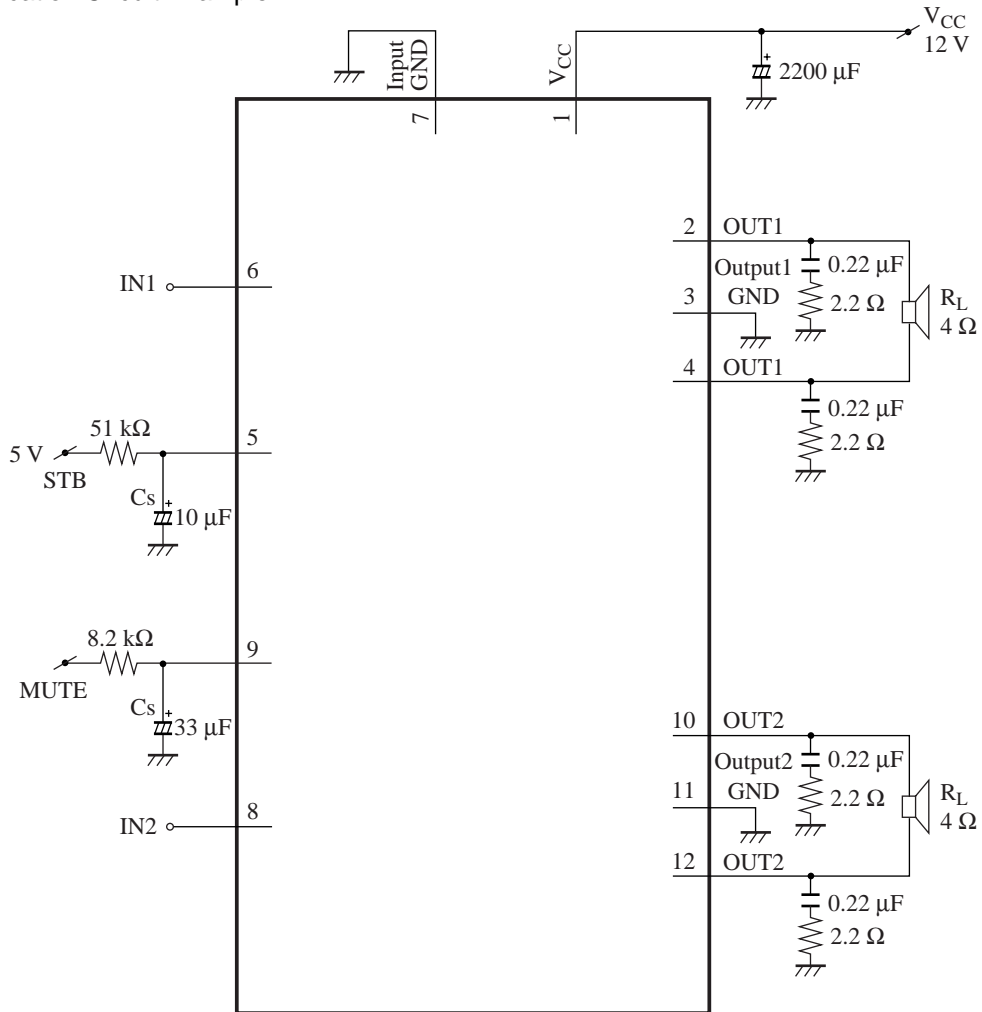 VCC
12 V
Input
GND
VCC
2200 µF
+
7
1
2 OUT1
Output1
0.22 µF
3 GND
2.2 Ω
RL
4 Ω
4 OUT1
0.22 µF
2.2 Ω
IN1
6
51 kΩ
5
5 V
STB
Cs
+
10 µF
8.2 kΩ
9
MUTE
Cs
+
33 µF
IN2
8
10 OUT2
Output2
0.22 µF
11 GND
2.2 Ω
RL
4 Ω
12 OUT2
0.22 µF
2.2 Ω